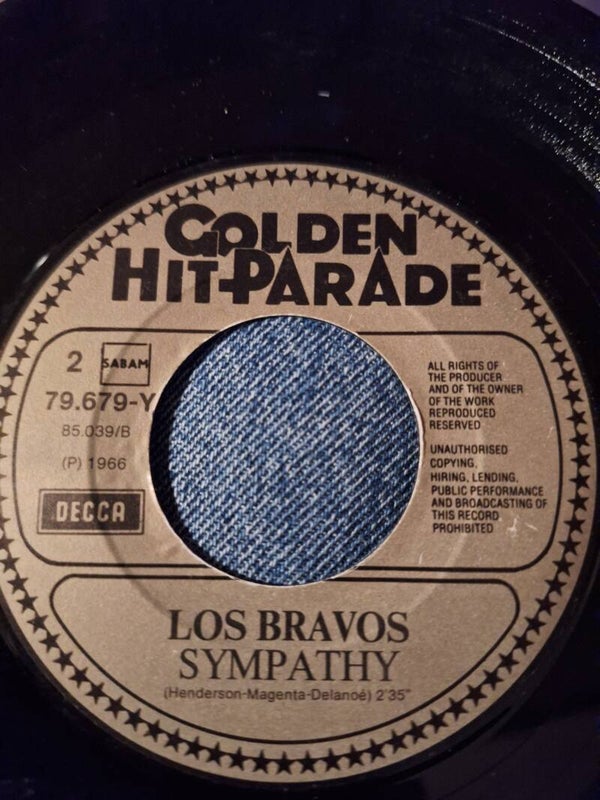 GOLDEN
HIT-PARADE
2 SABAM
79.679-Y
85.039/B
(P) 1966
DECCA
ALL RIGHTS OF
THE PRODUCER
AND OF THE OWNER
OF THE WORK
REPRODUCED
RESERVED
UNAUTHORISED
COPYING,
HIRING, LENDING,
PUBLIC PERFORMANCE
AND BROADCASTING OF
THIS RECORD
PROHIBITED
LOS BRAVOS
SYMPATHY
(Henderson-Magenta-Delanoé) 2'35"